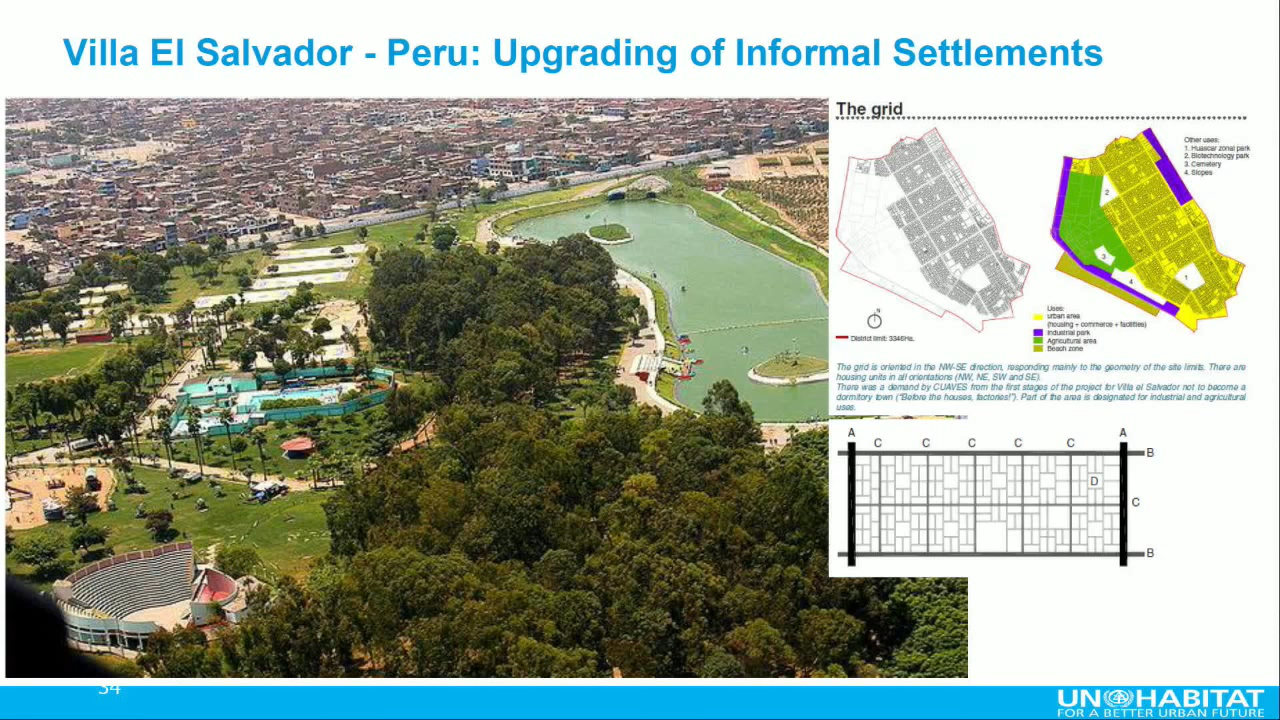 Villa El Salvador - Peru: Upgrading of Informal Settlements
The grid
Other uses:
1. Huascar zonal park
2. Biotechnology park
3. Cemetery
4. Slopes
2
3
4
1
N
District limit: 3346Ha.
Uses:
urban area
(housing + commerce + facilities)
Industrial park
Agricultural area
Beach zone
The grid is oriented in the NW-SE direction, responding mainly to the geometry of the site limits. There are
housing units in all orientations (NW, NE, SW and SE).
There was a demand by CUAVES from the first stages of the project for Villa el Salvador not to become a
dormitory town ("Before the houses, factories!"). Part of the area is designated for industrial and agricultural
uses.
A C C C C C A
B
D
C
B
34
UN HABITAT
FOR A BETTER URBAN FUTURE